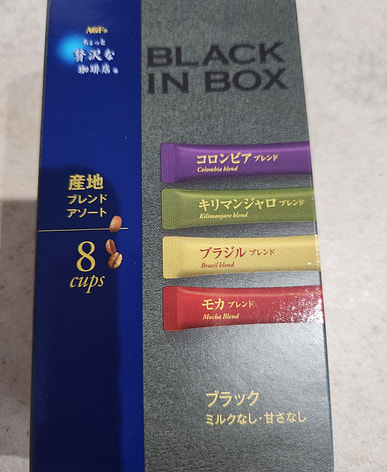 AGF®
ちょっと
贅沢な
珈琲店®
BLACK
IN BOX
産地
ブレンド
アソート
8
cups
コロンビア ブレンド
Colombia blend
キリマンジャロ ブレンド
Kilimanjaro blend
ブラジル ブレンド
Brazil blend
モカ ブレンド
Mocha Blend
ブラック
ミルクなし・甘さなし